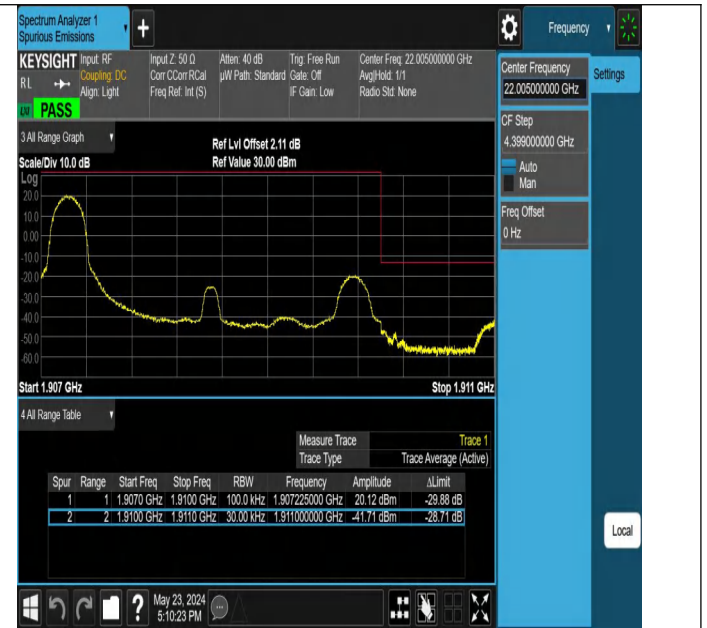 Spectrum Analyzer 1
Spurious Emissions
Frequency
KEYSIGHT Input: RF Input Z: 50 Ω Atten: 40 dB Trig: Free Run Center Freq: 22.005000000 GHz
RL Coupling: DC Corr CCorr RCal µW Path: Standard Gate: Off Avg|Hold: 1/1
Align: Light Freq Ref: Int (S) IF Gain: Low Radio Std: None
PASS
Center Frequency
22.005000000 GHz
Settings
CF Step
4.399000000 GHz
Auto
Man
Freq Offset
0 Hz
3 All Range Graph
Ref Lvl Offset 2.11 dB
Scale/Div 10.0 dB Ref Value 30.00 dBm
Log
20.0
10.0
0.00
-10.0
-20.0
-30.0
-40.0
-50.0
-60.0
Start 1.907 GHz Stop 1.911 GHz
4 All Range Table
Measure Trace Trace 1
Trace Type Trace Average (Active)
Spur Range Start Freq Stop Freq RBW Frequency Amplitude ΔLimit
1 1 1.9070 GHz 1.9100 GHz 100.0 kHz 1.907225000 GHz 20.12 dBm -29.88 dB
2 2 1.9100 GHz 1.9110 GHz 30.00 kHz 1.911000000 GHz -41.71 dBm -28.71 dB
Local
May 23, 2024
5:10:23 PM